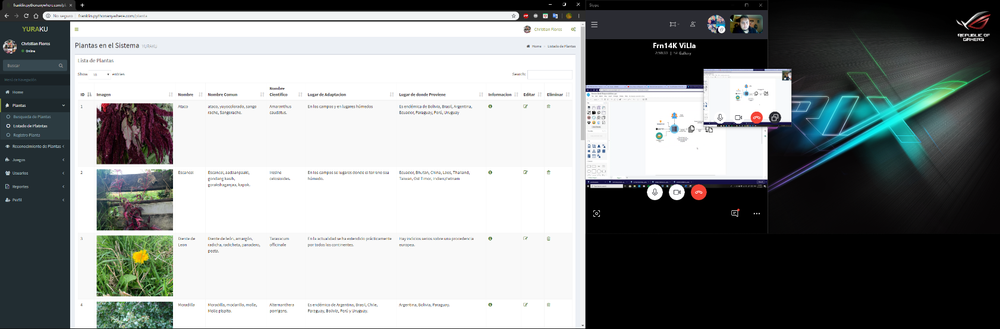 franklin.pythonanywhere.com/pl
No seguro | franklin.pythonanywhere.com/planta
YURAKU
Christian Flores
Online
Buscar
Menú de Navegación
Home
Plantas
Busqueda de Plantas
Listado de Platntas
Registro Planta
Reconocimiento de Plantas
Juegos
Usuarios
Reportes
Perfil
Christian Flores
Plantas en el Sistema YURAKU
Home > Listado de Plantas
Lista de Plantas
Show 10 entries
Search:
ID Imagen Nombre Nombre Comun Nombre Cientifico Lugar de Adaptacion Lugar de donde Proviene Informacion Editar Eliminar
1 Ataco ataco, yuyocolorado, sango Amaranthus En los campos y en lugares húmedos Es endémica de Bolivia, Brasil, Argentina,
rache, Sangorache. caudatus. Ecuador, Paraguay, Perú, Uruguay
2 Escancel Escancel, aadaanpaaki, Iresine En los campos se lugares donde el terreno sea Ecuador, Bhutan, China, Laos, Thailand,
gondang kasih, celosioides. húmedo. Taiwan, Ost Timor, Indien,Vietnam
gorakshaganjaa, kapok.
3 Diente de Diente de león, amargón, Taraxacum En la actualidad se ha extendido prácticamente Hay indicios serios sobre una procedencia
Leon radicha, radicheta, panadero, officinale por todos los continentes. europea.
peeta.
4 Moradilla Moradilla, modarillo, molle, Alternanthera Es endémico de Argentina, Brasil, Chile, Argentina, Bolivia, Paraguay.
Molle pispito. porrigens. Paraguay, Bolivia, Perú y Uruguay.
Skype
Frn14K ViLla
2:58:33 | Gallery
REPUBLIC OF
GAMERS